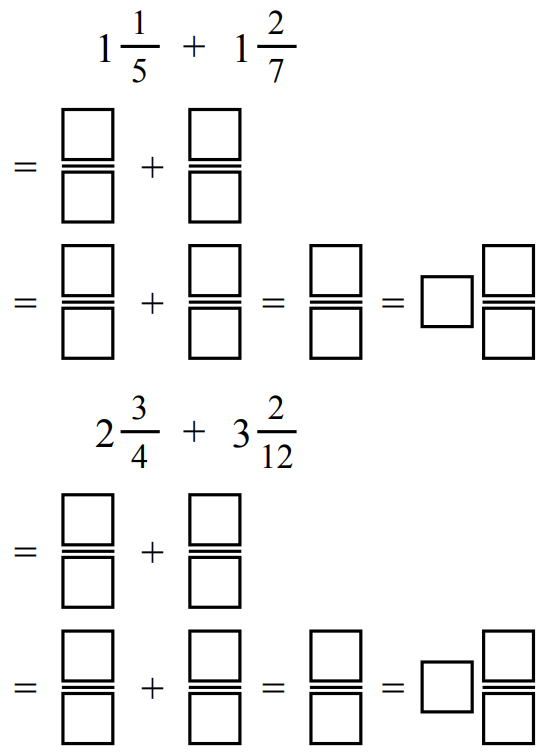 1 1/5 + 1 2/7
= □/□ + □/□
= □/□ + □/□ = □/□ = □ □/□
2 3/4 + 3 2/12
= □/□ + □/□
= □/□ + □/□ = □/□ = □ □/□